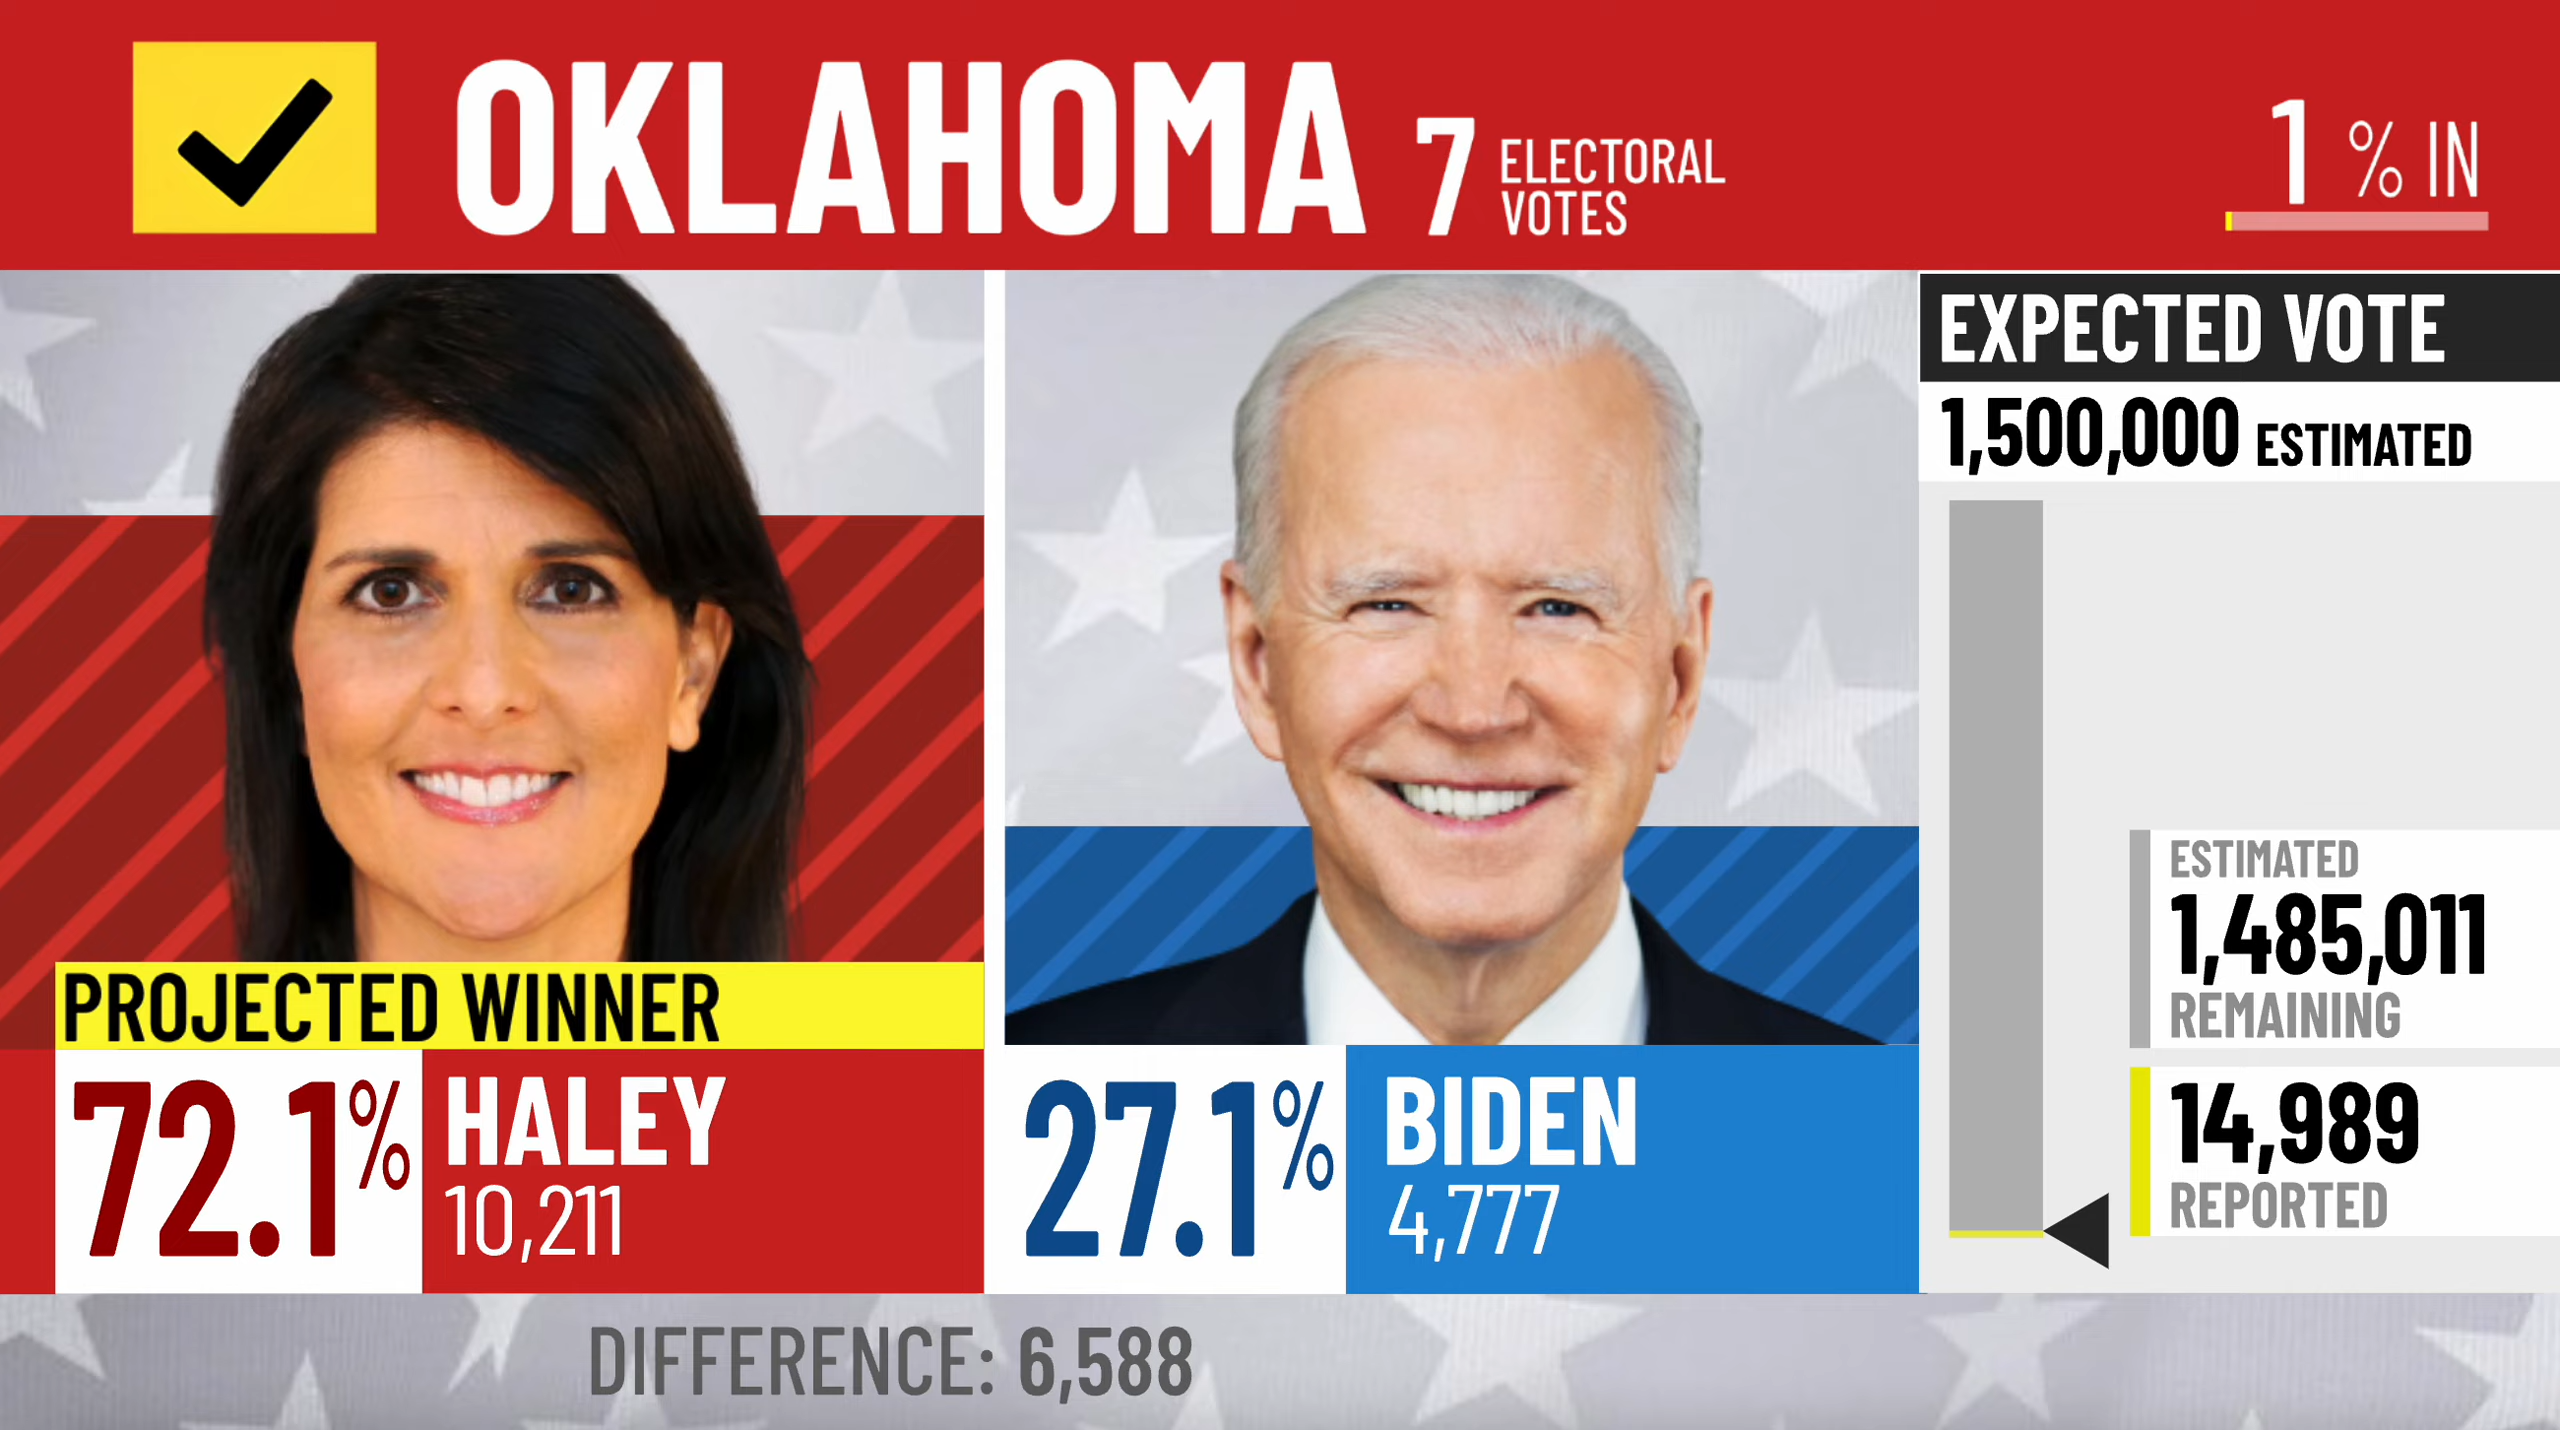 OKLAHOMA 7 ELECTORAL
VOTES
1 % IN
PROJECTED WINNER
72.1% HALEY
10,211
27.1% BIDEN
4,777
EXPECTED VOTE
1,500,000 ESTIMATED
ESTIMATED
1,485,011
REMAINING
14,989
REPORTED
DIFFERENCE: 6,588